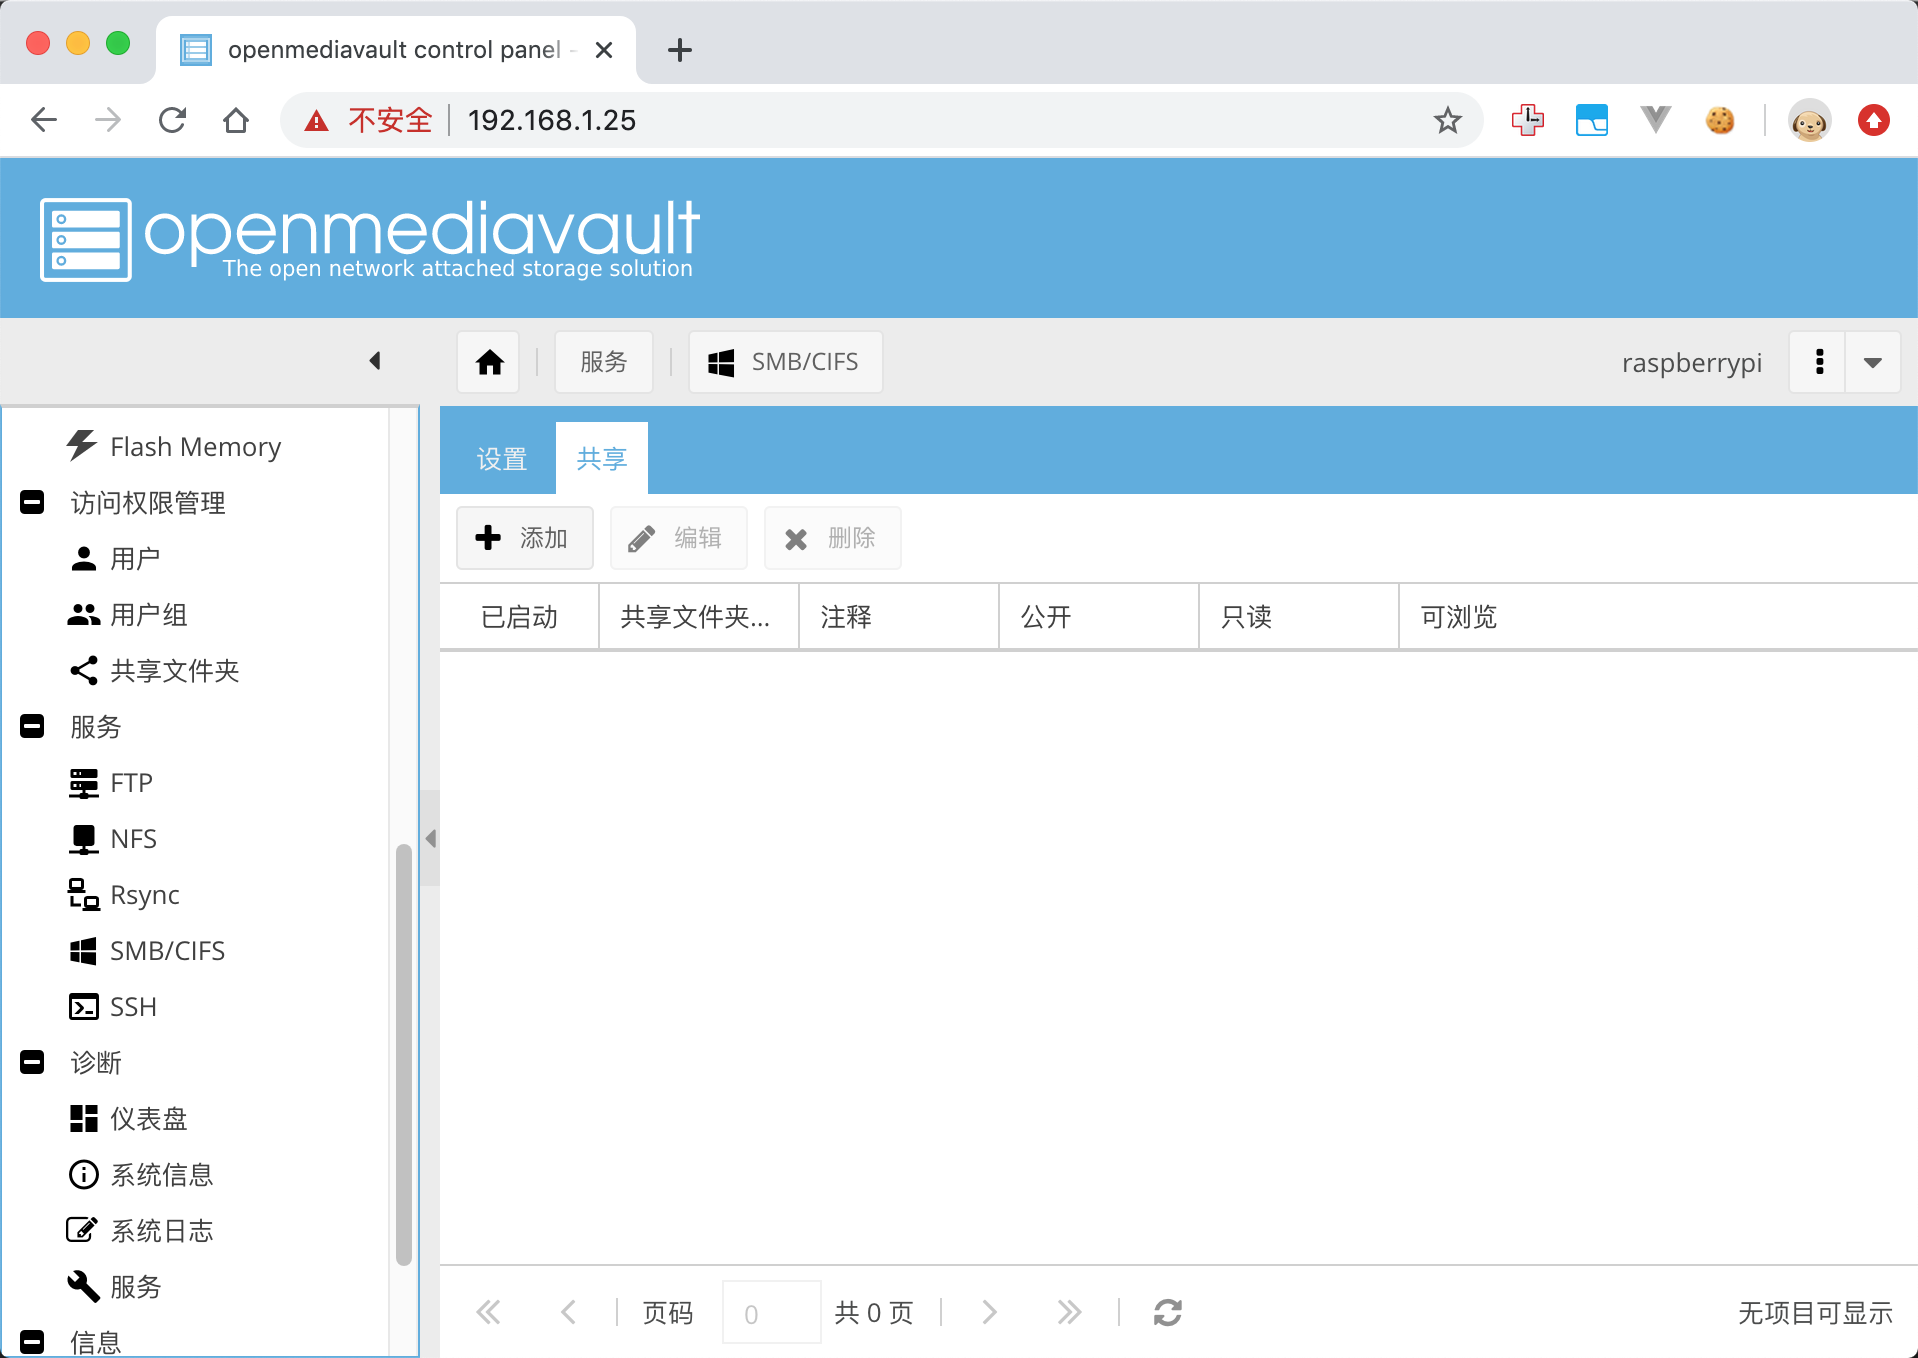 openmediavault control panel -
不安全 192.168.1.25
openmediavault
The open network attached storage solution
服务 SMB/CIFS raspberrypi
Flash Memory
访问权限管理
用户
用户组
共享文件夹
服务
FTP
NFS
Rsync
SMB/CIFS
SSH
诊断
仪表盘
系统信息
系统日志
服务
信息
设置 共享
添加 编辑 删除
已启动 共享文件夹... 注释 公开 只读 可浏览
页码 0 共 0 页 无项目可显示